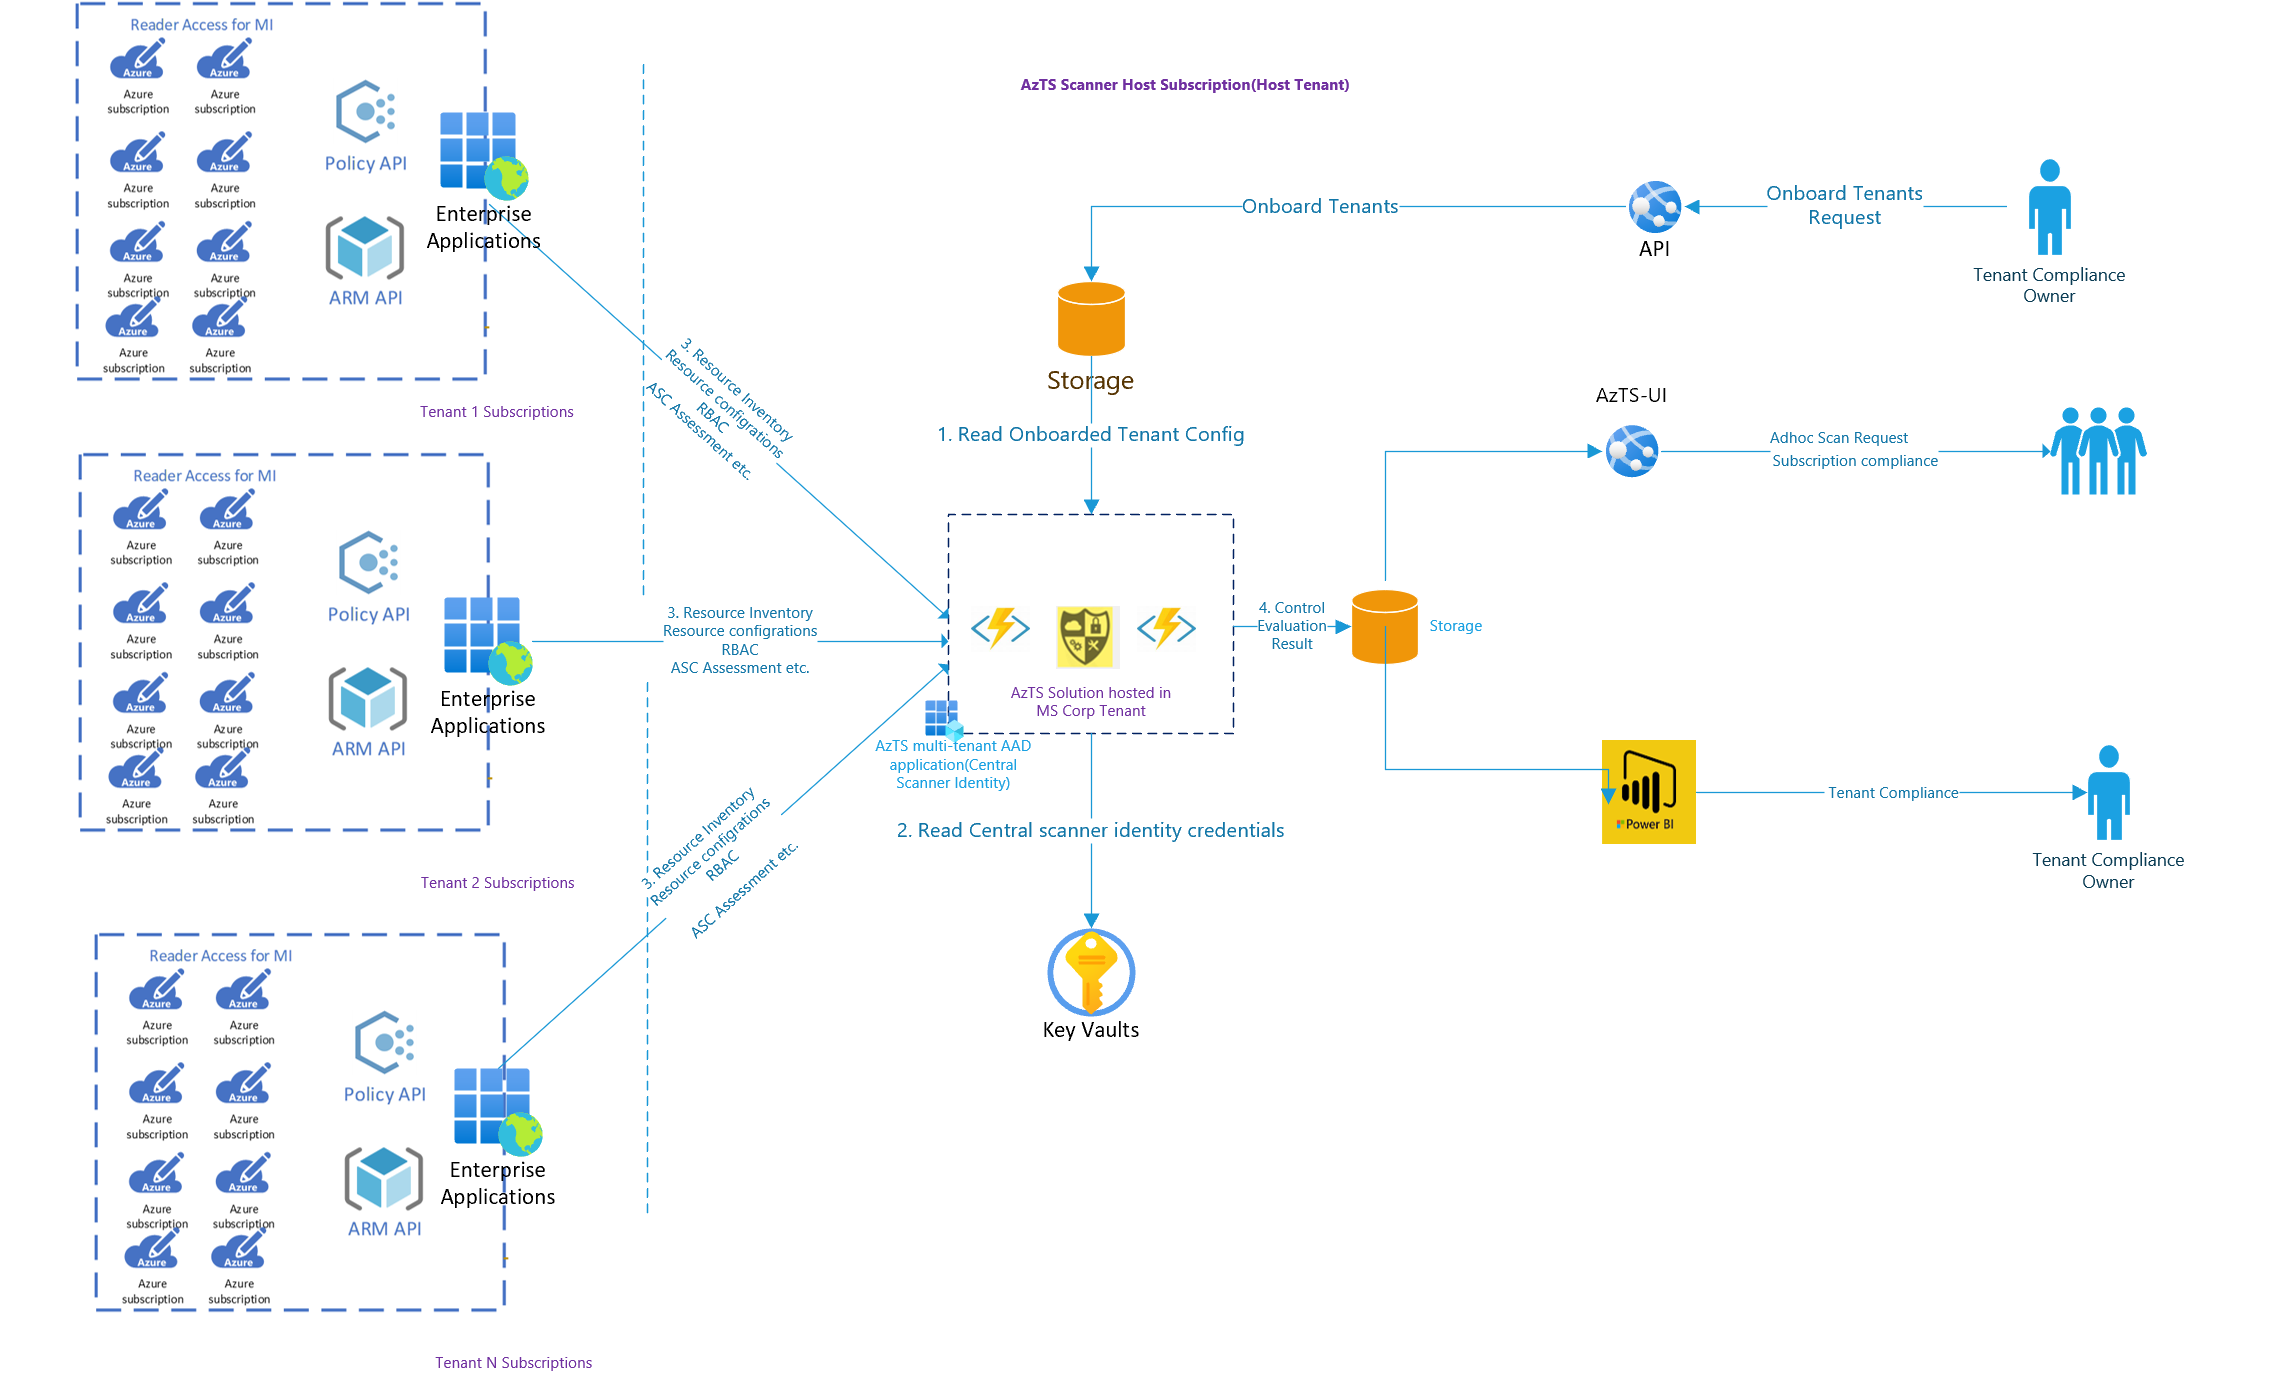 Reader Access for MI
Azure
Azure
Azure
subscription
Azure
subscription
Azure
Azure
Azure
subscription
Azure
subscription
Azure
Azure
Azure
subscription
Azure
subscription
Azure
Azure
Azure
subscription
Azure
subscription
Policy API
ARM API
Enterprise
Applications
Tenant 1 Subscriptions
Reader Access for MI
Azure
Azure
Azure
subscription
Azure
subscription
Azure
Azure
Azure
subscription
Azure
subscription
Azure
Azure
Azure
subscription
Azure
subscription
Azure
Azure
Azure
subscription
Azure
subscription
Policy API
ARM API
Enterprise
Applications
Tenant 2 Subscriptions
Reader Access for MI
Azure
Azure
Azure
subscription
Azure
subscription
Azure
Azure
Azure
subscription
Azure
subscription
Azure
Azure
Azure
subscription
Azure
subscription
Azure
Azure
Azure
subscription
Azure
subscription
Policy API
ARM API
Enterprise
Applications
Tenant N Subscriptions
3. Resource Inventory
Resource configrations
RBAC
ASC Assessment etc.
3. Resource Inventory
Resource configrations
RBAC
ASC Assessment etc.
3. Resource Inventory
Resource configrations
RBAC
ASC Assessment etc.
AzTS Scanner Host Subscription(Host Tenant)
Onboard Tenants
API
Onboard Tenants
Request
Tenant Compliance
Owner
Storage
1. Read Onboarded Tenant Config
AzTS Solution hosted in
MS Corp Tenant
AzTS multi-tenant AAD
application(Central
Scanner Identity)
2. Read Central scanner identity credentials
Key Vaults
4. Control
Evaluation
Result
Storage
AzTS-UI
Adhoc Scan Request
Subscription compliance
Power BI
Tenant Compliance
Tenant Compliance
Owner